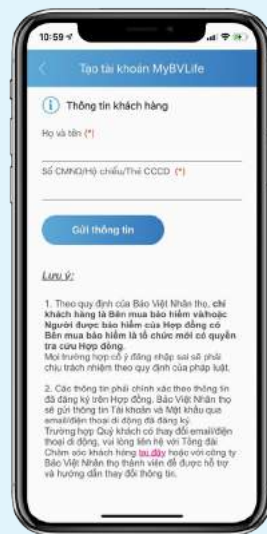 10:59
Tạo tài khoản MyBVLife
Thông tin khách hàng
Họ và tên (*)
Số CMND/Hộ chiếu/Thẻ CCCD (*)
Gửi thông tin
Lưu ý:
1. Theo quy định của Bảo Việt Nhân thọ, chỉ
khách hàng là Bên mua bảo hiểm và/hoặc
Người được bảo hiểm của Hợp đồng có
Bên mua bảo hiểm là tổ chức mới có quyền
tra cứu Hợp đồng.
Mọi trường hợp cố ý đăng nhập sai sẽ phải
chịu trách nhiệm theo quy định của pháp luật.
2. Các thông tin phải chính xác theo thông tin
đã đăng ký trên Hợp đồng. Bảo Việt Nhân thọ
sẽ gửi thông tin Tài khoản và Mật khẩu qua
email/điện thoại di động đã đăng ký.
Trường hợp Quý khách có thay đổi email/điện
thoại di động, vui lòng liên hệ với Tổng đài
Chăm sóc khách hàng tại đây hoặc với công ty
Bảo Việt Nhân thọ thành viên để được hỗ trợ
và hướng dẫn thay đổi thông tin.